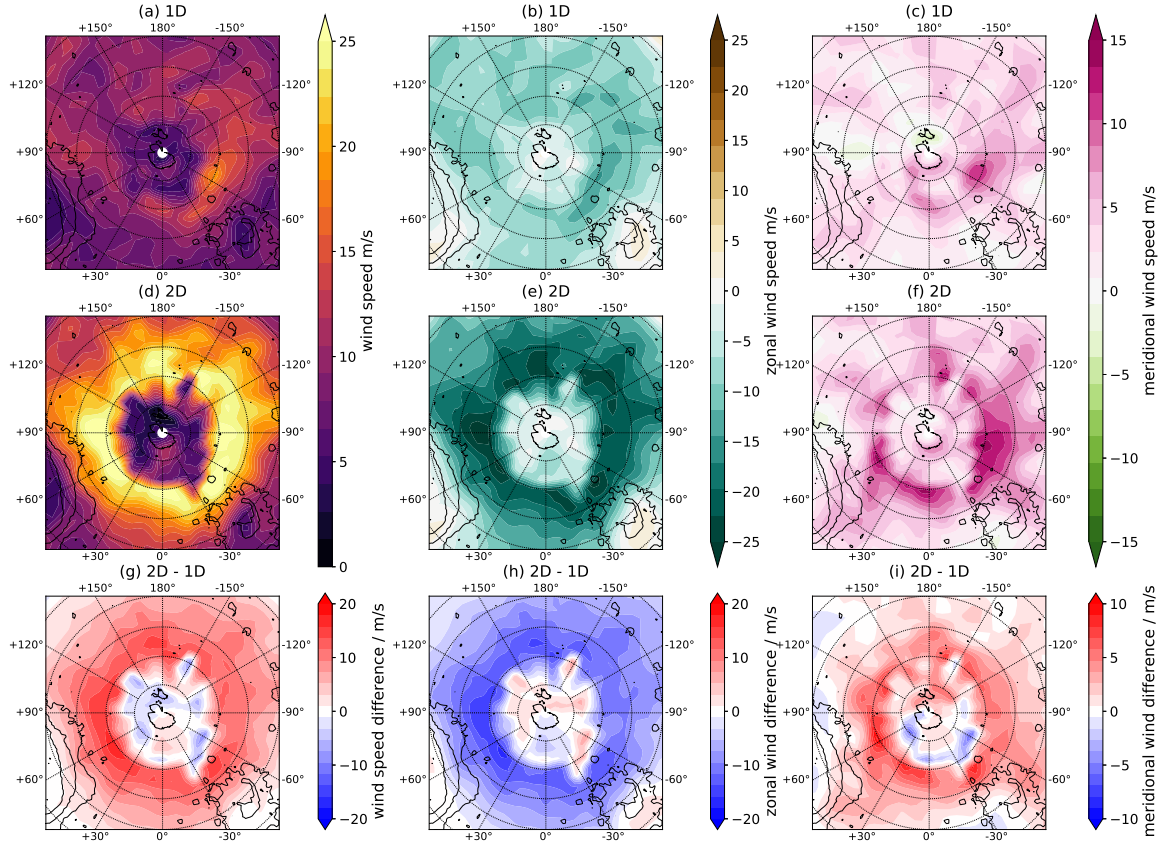 (a) 1D (b) 1D (c) 1D
+150° 180° -150° +150° 180° -150° +150° 180° -150°
+120° -120° +120° -120° +120° -120°
+90° -90° +90° -90° +90° -90°
+60° -60° +60° -60° +60° -60°
+30° 0° -30° +30° 0° -30° +30° 0° -30°
25
20
15
10
5
0
wind speed m/s
25
20
15
10
5
0
−5
−10
−15
−20
−25
zonal wind speed m/s
15
10
5
0
−5
−10
−15
meridional wind speed m/s
(d) 2D (e) 2D (f) 2D
+150° 180° -150° +150° 180° -150° +150° 180° -150°
+120° -120° +120° -120° +120° -120°
+90° -90° +90° -90° +90° -90°
+60° -60° +60° -60° +60° -60°
+30° 0° -30° +30° 0° -30° +30° 0° -30°
(g) 2D - 1D (h) 2D - 1D (i) 2D - 1D
+150° 180° -150° +150° 180° -150° +150° 180° -150°
+120° -120° +120° -120° +120° -120°
+90° -90° +90° -90° +90° -90°
+60° -60° +60° -60° +60° -60°
+30° 0° -30° +30° 0° -30° +30° 0° -30°
20
10
0
−10
−20
wind speed difference / m/s
20
10
0
−10
−20
zonal wind difference / m/s
10
5
0
−5
−10
meridional wind difference / m/s